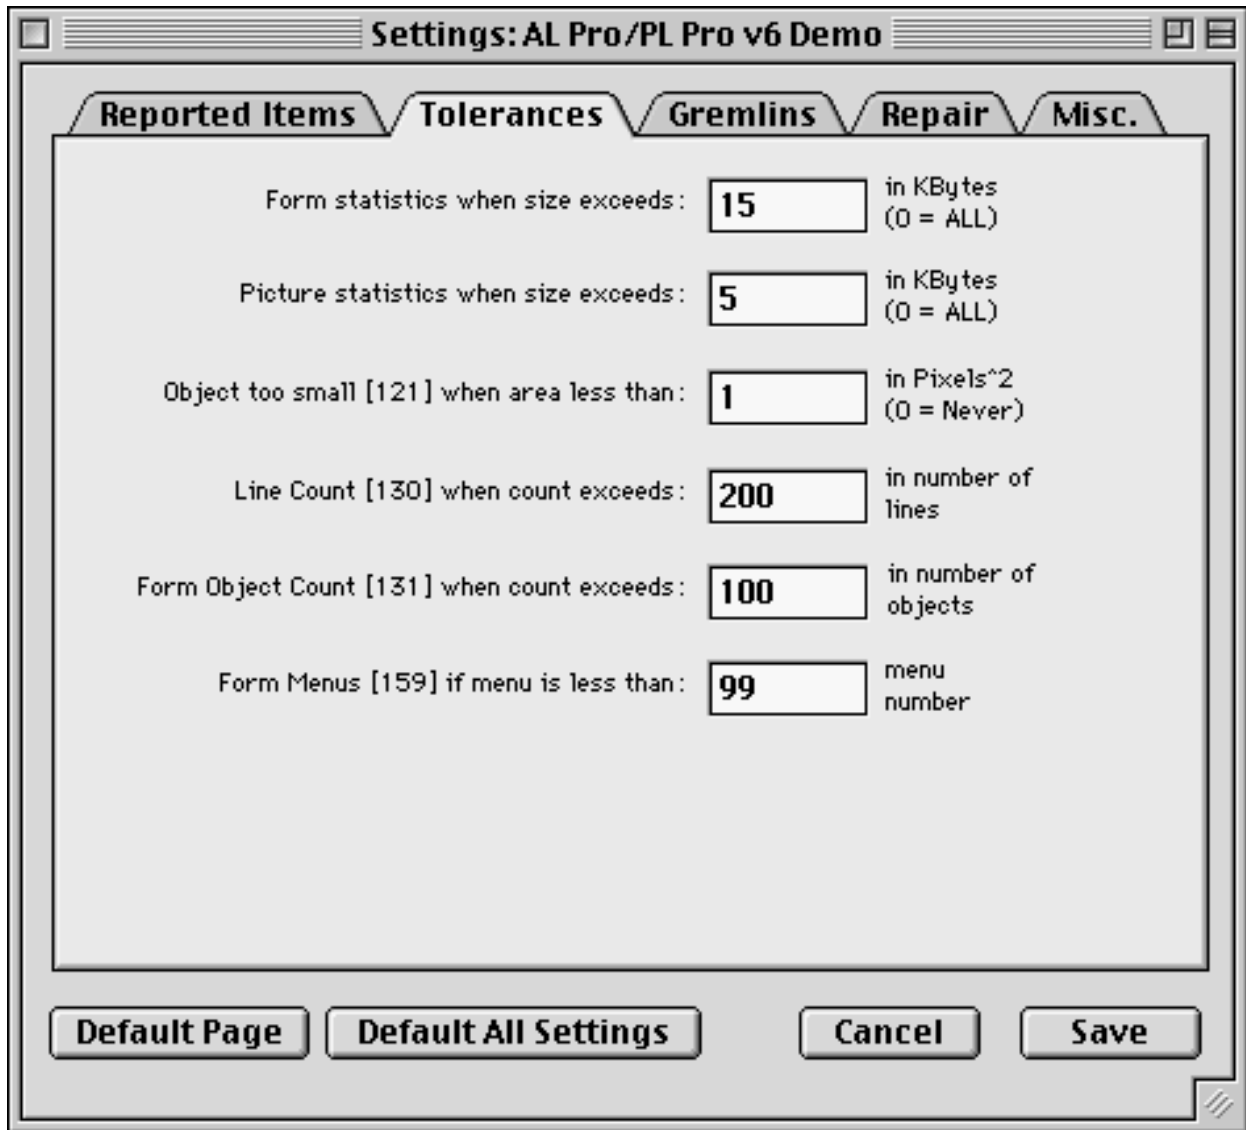 Settings: AL Pro/PL Pro v6 Demo
Reported Items Tolerances Gremlins Repair Misc.
Form statistics when size exceeds: 15 in KBytes
(0 = ALL)
Picture statistics when size exceeds: 5 in KBytes
(0 = ALL)
Object too small [121] when area less than: 1 in Pixels^2
(0 = Never)
Line Count [130] when count exceeds: 200 in number of
lines
Form Object Count [131] when count exceeds: 100 in number of
objects
Form Menus [159] if menu is less than: 99 menu
number
Default Page Default All Settings Cancel Save